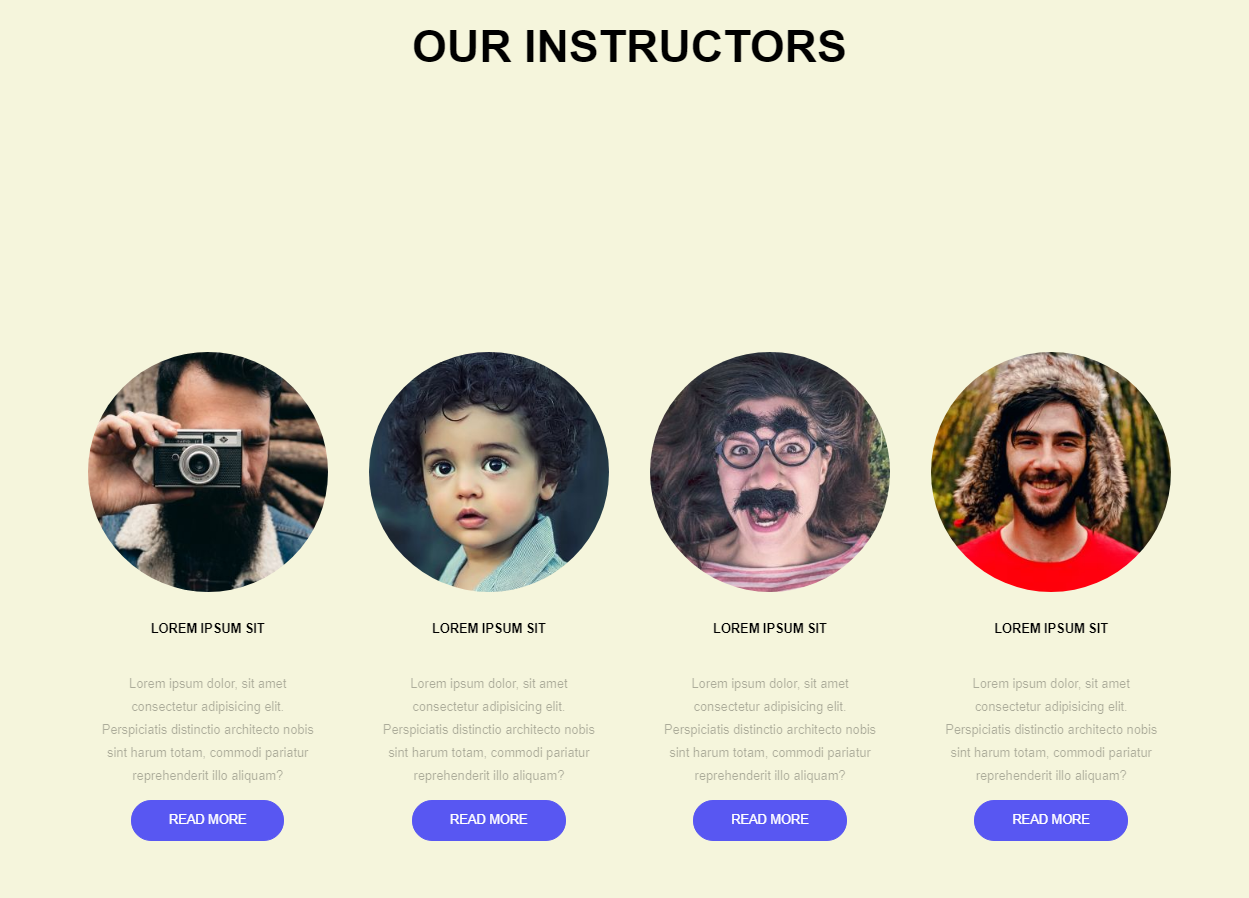 OUR INSTRUCTORS
LOREM IPSUM SIT
Lorem ipsum dolor, sit amet
consectetur adipisicing elit.
Perspiciatis distinctio architecto nobis
sint harum totam, commodi pariatur
reprehenderit illo aliquam?
READ MORE
LOREM IPSUM SIT
Lorem ipsum dolor, sit amet
consectetur adipisicing elit.
Perspiciatis distinctio architecto nobis
sint harum totam, commodi pariatur
reprehenderit illo aliquam?
READ MORE
LOREM IPSUM SIT
Lorem ipsum dolor, sit amet
consectetur adipisicing elit.
Perspiciatis distinctio architecto nobis
sint harum totam, commodi pariatur
reprehenderit illo aliquam?
READ MORE
LOREM IPSUM SIT
Lorem ipsum dolor, sit amet
consectetur adipisicing elit.
Perspiciatis distinctio architecto nobis
sint harum totam, commodi pariatur
reprehenderit illo aliquam?
READ MORE